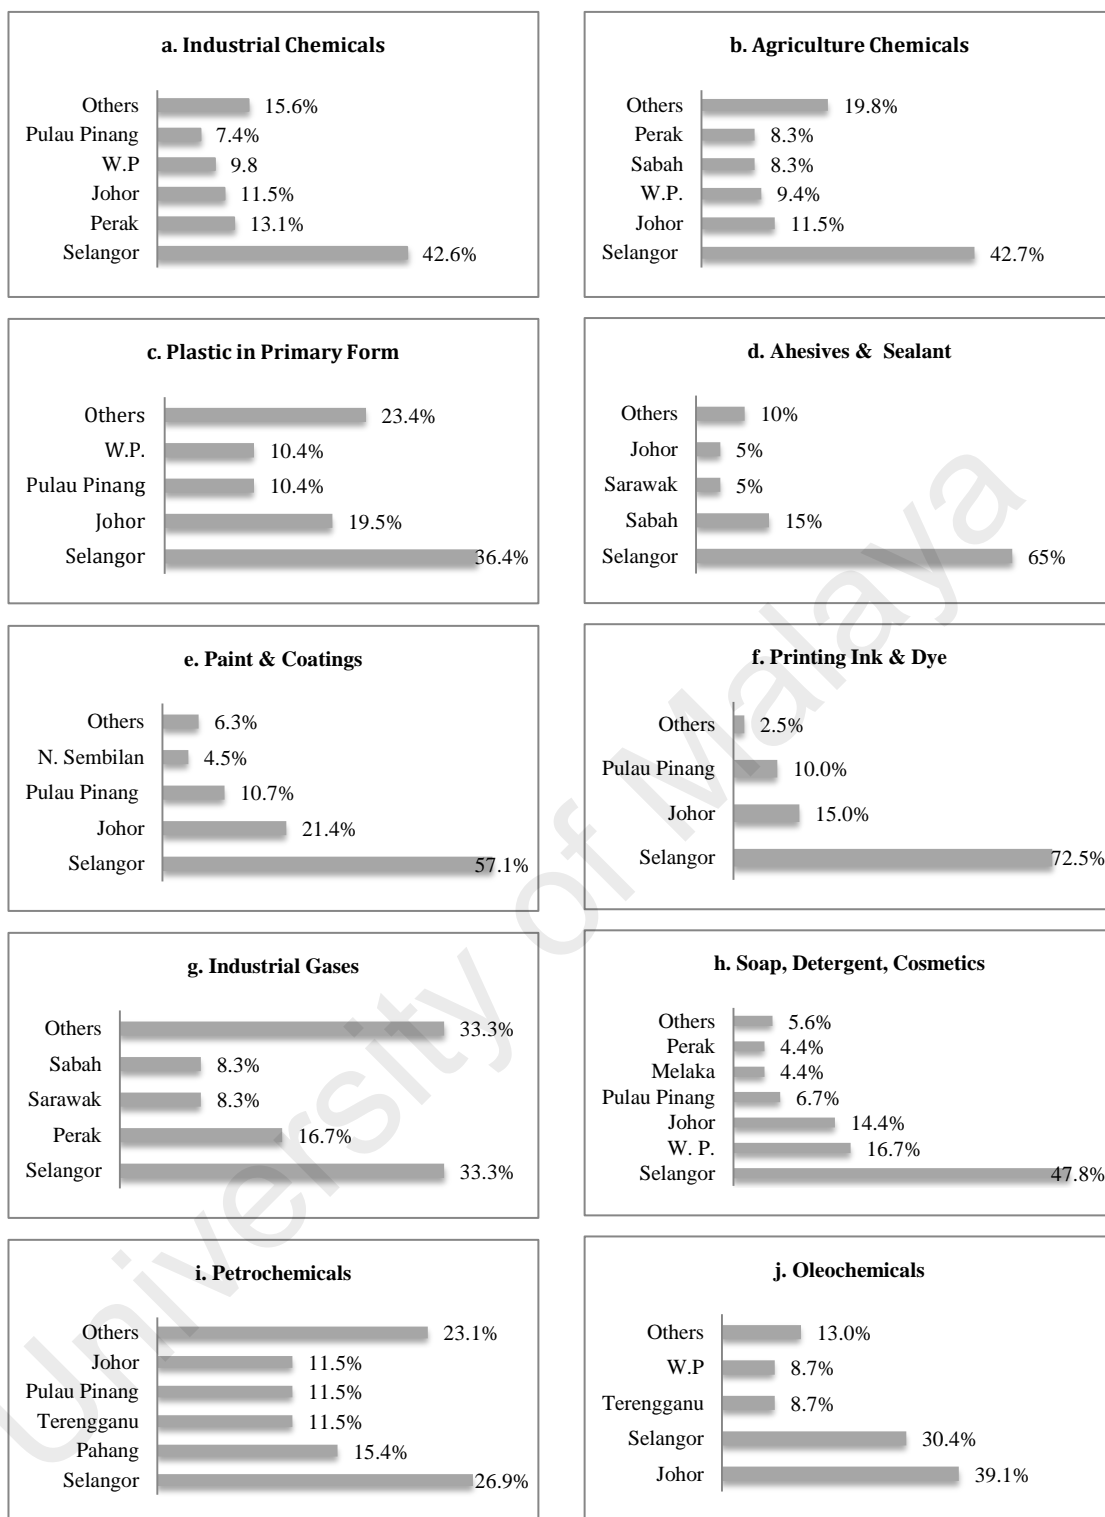 a. Industrial Chemicals
Others 15.6%
Pulau Pinang 7.4%
W.P 9.8
Johor 11.5%
Perak 13.1%
Selangor 42.6%
b. Agriculture Chemicals
Others 19.8%
Perak 8.3%
Sabah 8.3%
W.P. 9.4%
Johor 11.5%
Selangor 42.7%
c. Plastic in Primary Form
Others 23.4%
W.P. 10.4%
Pulau Pinang 10.4%
Johor 19.5%
Selangor 36.4%
d. Ahesives & Sealant
Others 10%
Johor 5%
Sarawak 5%
Sabah 15%
Selangor 65%
e. Paint & Coatings
Others 6.3%
N. Sembilan 4.5%
Pulau Pinang 10.7%
Johor 21.4%
Selangor 57.1%
f. Printing Ink & Dye
Others 2.5%
Pulau Pinang 10.0%
Johor 15.0%
Selangor 72.5%
g. Industrial Gases
Others 33.3%
Sabah 8.3%
Sarawak 8.3%
Perak 16.7%
Selangor 33.3%
h. Soap, Detergent, Cosmetics
Others 5.6%
Perak 4.4%
Melaka 4.4%
Pulau Pinang 6.7%
Johor 14.4%
W. P. 16.7%
Selangor 47.8%
i. Petrochemicals
Others 23.1%
Johor 11.5%
Pulau Pinang 11.5%
Terengganu 11.5%
Pahang 15.4%
Selangor 26.9%
j. Oleochemicals
Others 13.0%
W.P 8.7%
Terengganu 8.7%
Selangor 30.4%
Johor 39.1%
University of Malaya